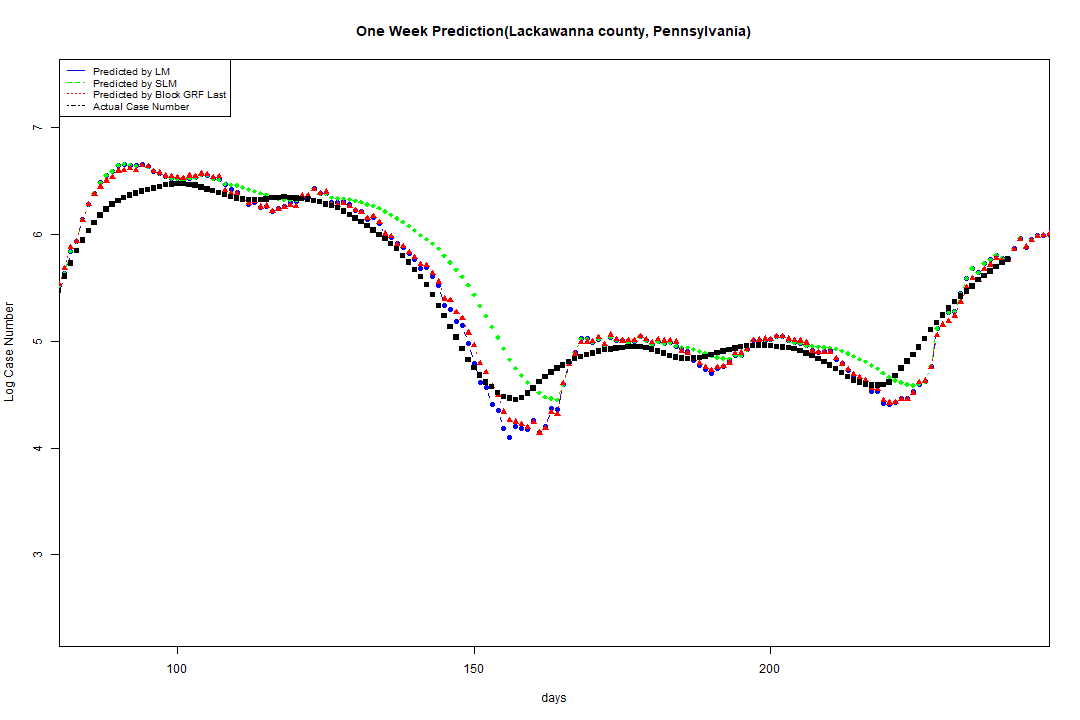 One Week Prediction(Lackawanna county, Pennsylvania)
Predicted by LM
Predicted by SLM
Predicted by Block GRF Last
Actual Case Number
7
6
5
4
3
Log Case Number
100
150
200
days